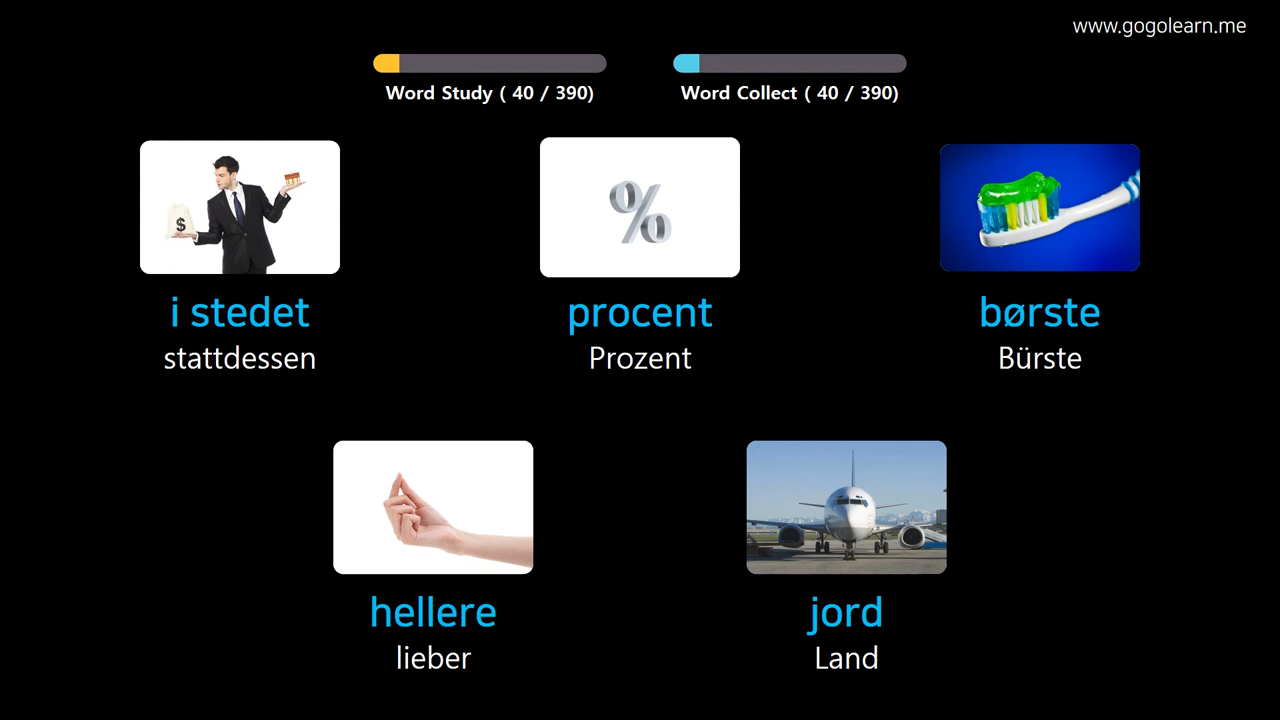 www.gogolearn.me
Word Study ( 40 / 390)
Word Collect ( 40 / 390)
$
%
i stedet
procent
børste
stattdessen
Prozent
Bürste
hellere
jord
lieber
Land